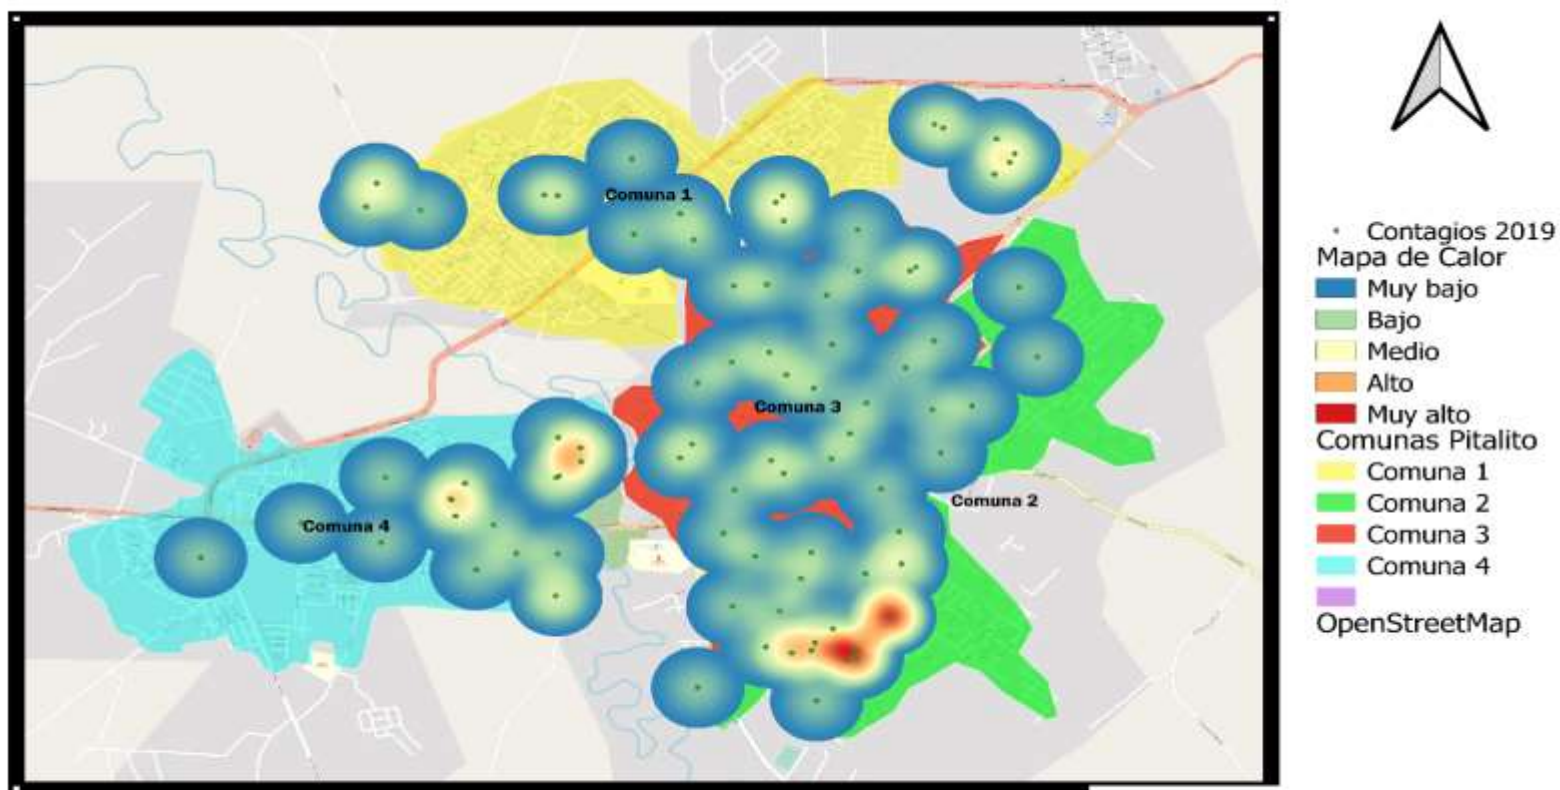 Comuna 1
Comuna 3
Comuna 2
Comuna 4
Contagios 2019
Mapa de Calor
Muy bajo
Bajo
Medio
Alto
Muy alto
Comunas Pitalito
Comuna 1
Comuna 2
Comuna 3
Comuna 4
OpenStreetMap